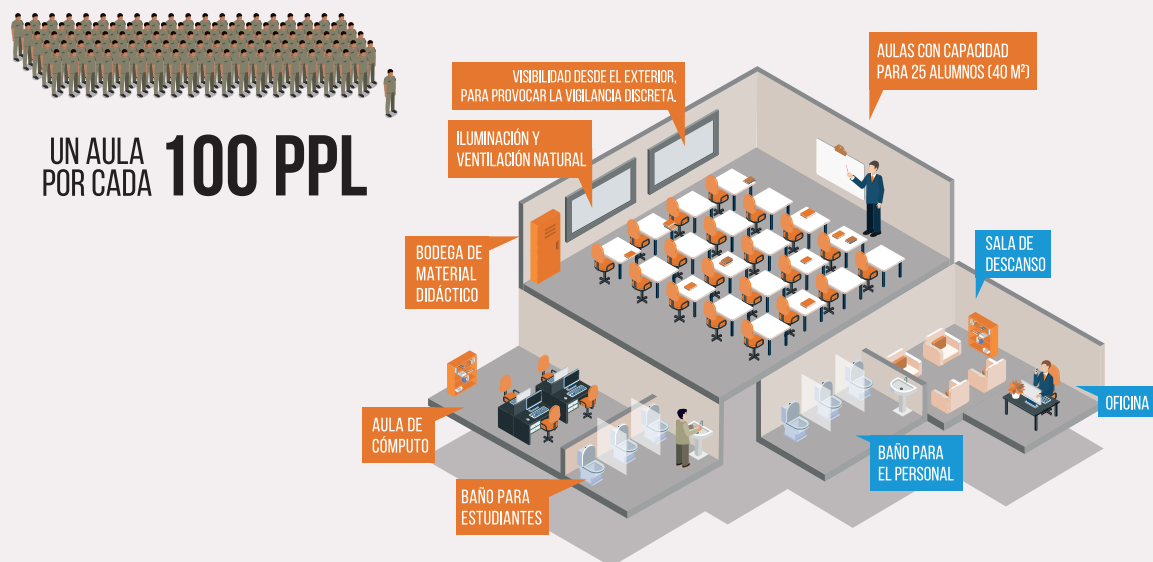 UN AULA
POR CADA 100 PPL
VISIBILIDAD DESDE EL EXTERIOR,
PARA PROVOCAR LA VIGILANCIA DISCRETA.
AULAS CON CAPACIDAD
PARA 25 ALUMNOS (40 M²)
ILUMINACIÓN Y
VENTILACIÓN NATURAL
BODEGA DE
MATERIAL
DIDÁCTICO
SALA DE
DESCANSO
AULA DE
CÓMPUTO
OFICINA
BAÑO PARA
EL PERSONAL
BAÑO PARA
ESTUDIANTES